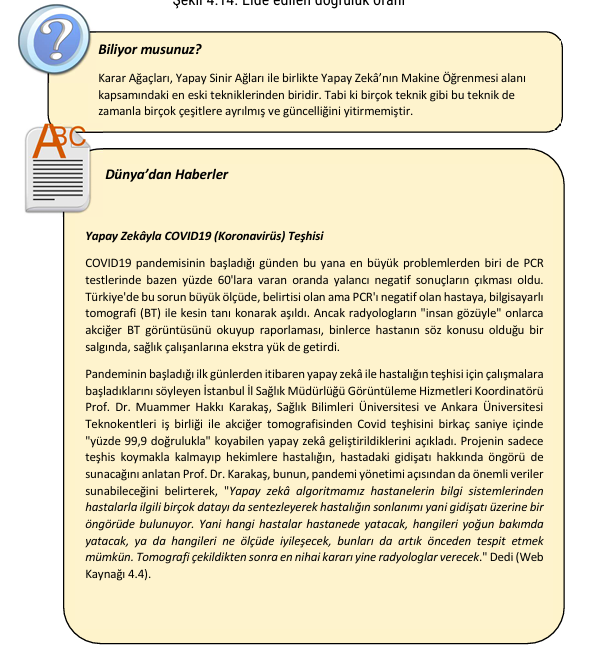 Şekil 4.14. Elde edilen doğruluk oranı
Biliyor musunuz?
Karar Ağaçları, Yapay Sinir Ağları ile birlikte Yapay Zekâ’nın Makine Öğrenmesi alanı
kapsamındaki en eski tekniklerinden biridir. Tabi ki birçok teknik gibi bu teknik de
zamanla birçok çeşitlere ayrılmış ve güncelliğini yitirmemiştir.
ABC
Dünya’dan Haberler
Yapay Zekâyla COVID19 (Koronavirüs) Teşhisi
COVID19 pandemisinin başladığı günden bu yana en büyük problemlerden biri de PCR
testlerinde bazen yüzde 60'lara varan oranda yalancı negatif sonuçların çıkması oldu.
Türkiye'de bu sorun büyük ölçüde, belirtisi olan ama PCR'ı negatif olan hastaya, bilgisayarlı
tomografi (BT) ile kesin tanı konarak aşıldı. Ancak radyologların "insan gözüyle" onlarca
akciğer BT görüntüsünü okuyup raporlaması, binlerce hastanın söz konusu olduğu bir
salgında, sağlık çalışanlarına ekstra yük de getirdi.
Pandeminin başladığı ilk günlerden itibaren yapay zekâ ile hastalığın teşhisi için çalışmalara
başladıklarını söyleyen İstanbul İl Sağlık Müdürlüğü Görüntüleme Hizmetleri Koordinatörü
Prof. Dr. Muammer Hakkı Karakaş, Sağlık Bilimleri Üniversitesi ve Ankara Üniversitesi
Teknokentleri iş birliği ile akciğer tomografisinden Covid teşhisini birkaç saniye içinde
"yüzde 99,9 doğrulukla" koyabilen yapay zekâ geliştirildiklerini açıkladı. Projenin sadece
teşhis koymakla kalmayıp hekimlere hastalığın, hastadaki gidişatı hakkında öngörü de
sunacağını anlatan Prof. Dr. Karakaş, bunun, pandemi yönetimi açısından da önemli veriler
sunabileceğini belirterek, "Yapay zekâ algoritmamız hastanelerin bilgi sistemlerinden
hastalarla ilgili birçok datayı da sentezleyerek hastalığın sonlanımı yani gidişatı üzerine bir
öngörüde bulunuyor. Yani hangi hastalar hastanede yatacak, hangileri yoğun bakımda
yatacak, ya da hangileri ne ölçüde iyileşecek, bunları da artık önceden tespit etmek
mümkün. Tomografi çekildikten sonra en nihai kararı yine radyologlar verecek." Dedi (Web
Kaynağı 4.4).